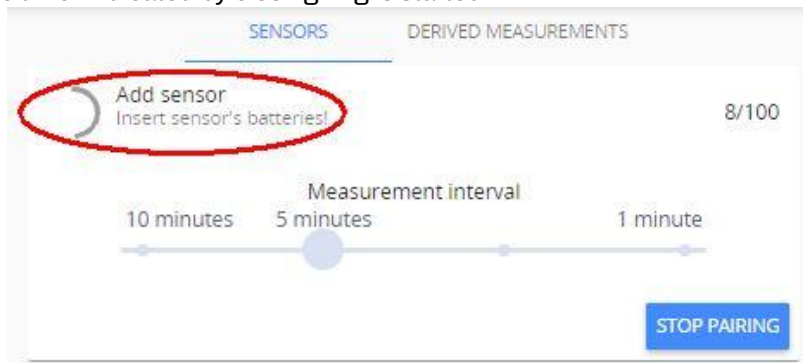 SENSORS DERIVED MEASUREMENTS
Add sensor
Insert sensor's batteries!
8/100
Measurement interval
10 minutes 5 minutes 1 minute
STOP PAIRING